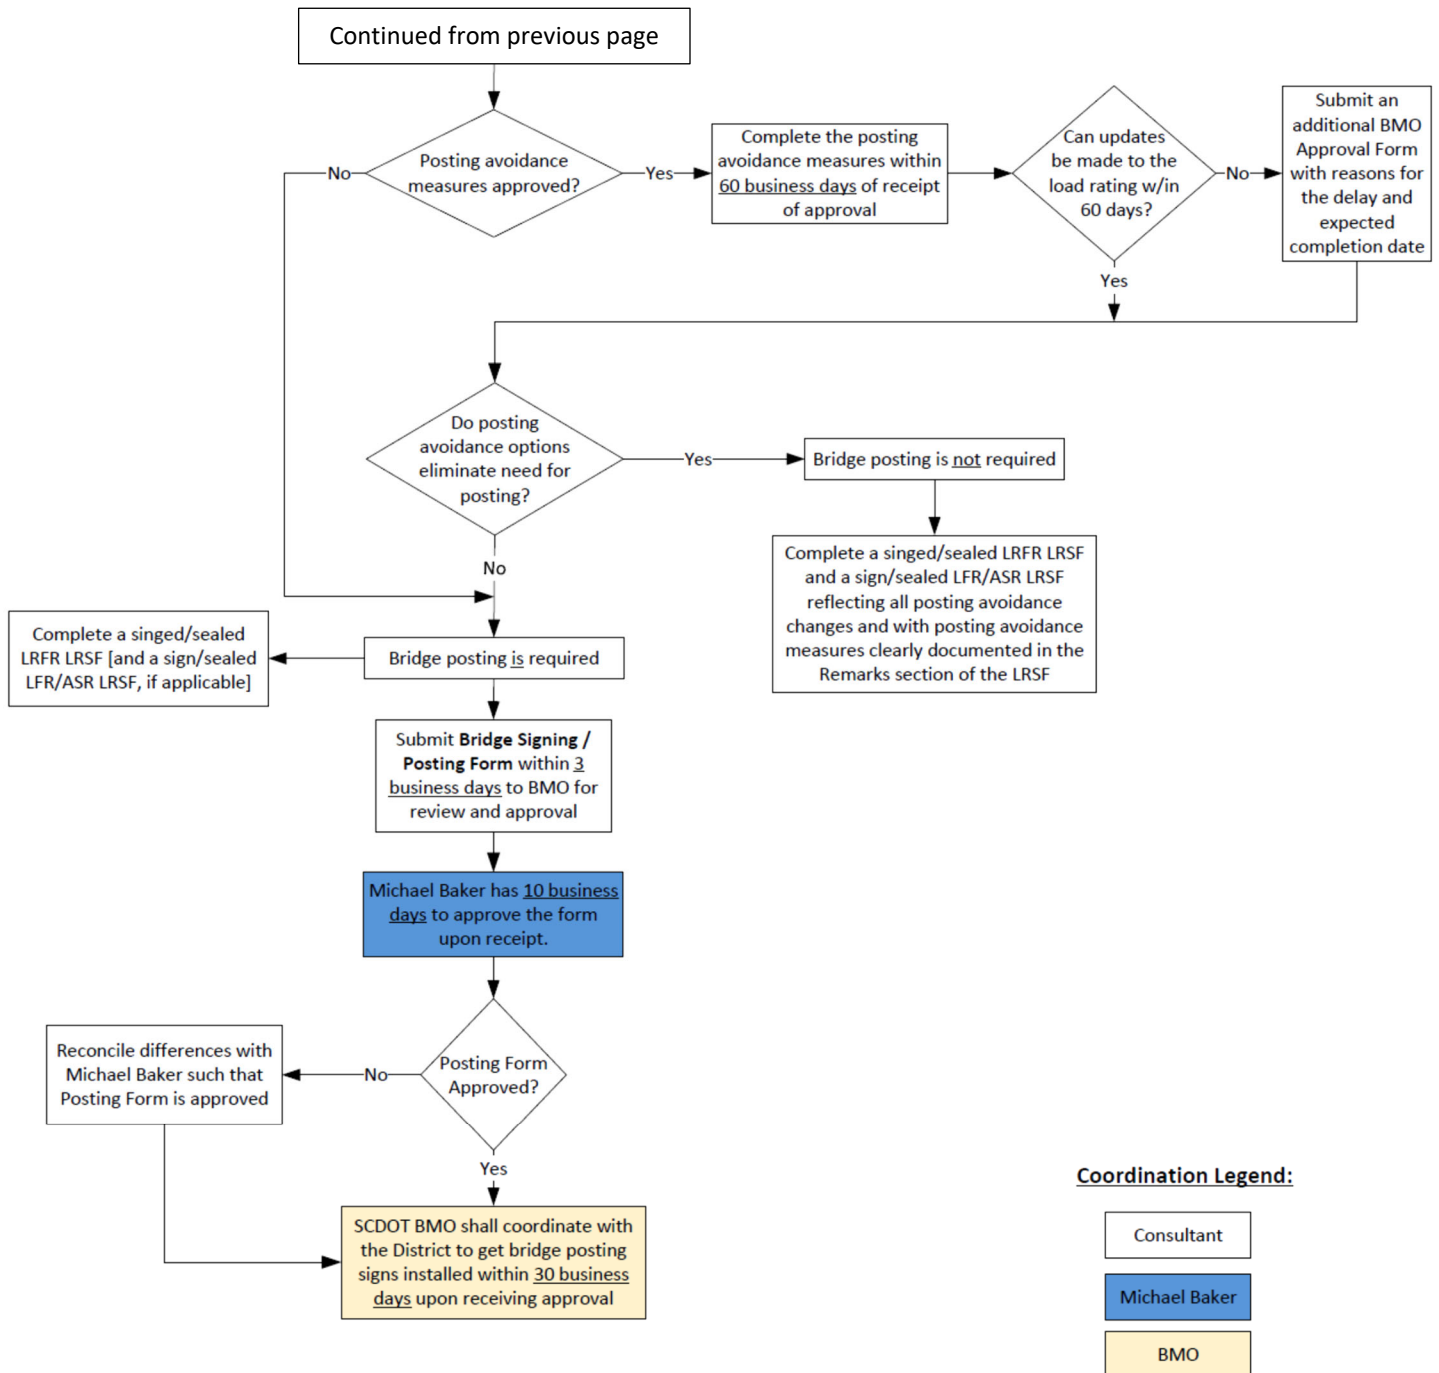 Continued from previous page
Posting avoidance
measures approved?
No
Yes
Complete the posting
avoidance measures within
60 business days of receipt
of approval
Can updates
be made to the
load rating w/in
60 days?
No
Yes
Submit an
additional BMO
Approval Form
with reasons for
the delay and
expected
completion date
Do posting
avoidance options
eliminate need for
posting?
Yes
No
Bridge posting is not required
Complete a singed/sealed LRFR LRSF
and a sign/sealed LFR/ASR LRSF
reflecting all posting avoidance
changes and with posting avoidance
measures clearly documented in the
Remarks section of the LRSF
Bridge posting is required
Complete a singed/sealed
LRFR LRSF [and a sign/sealed
LFR/ASR LRSF, if applicable]
Submit Bridge Signing /
Posting Form within 3
business days to BMO for
review and approval
Michael Baker has 10 business
days to approve the form
upon receipt.
Posting Form
Approved?
No
Yes
Reconcile differences with
Michael Baker such that
Posting Form is approved
SCDOT BMO shall coordinate with
the District to get bridge posting
signs installed within 30 business
days upon receiving approval
Coordination Legend:
Consultant
Michael Baker
BMO